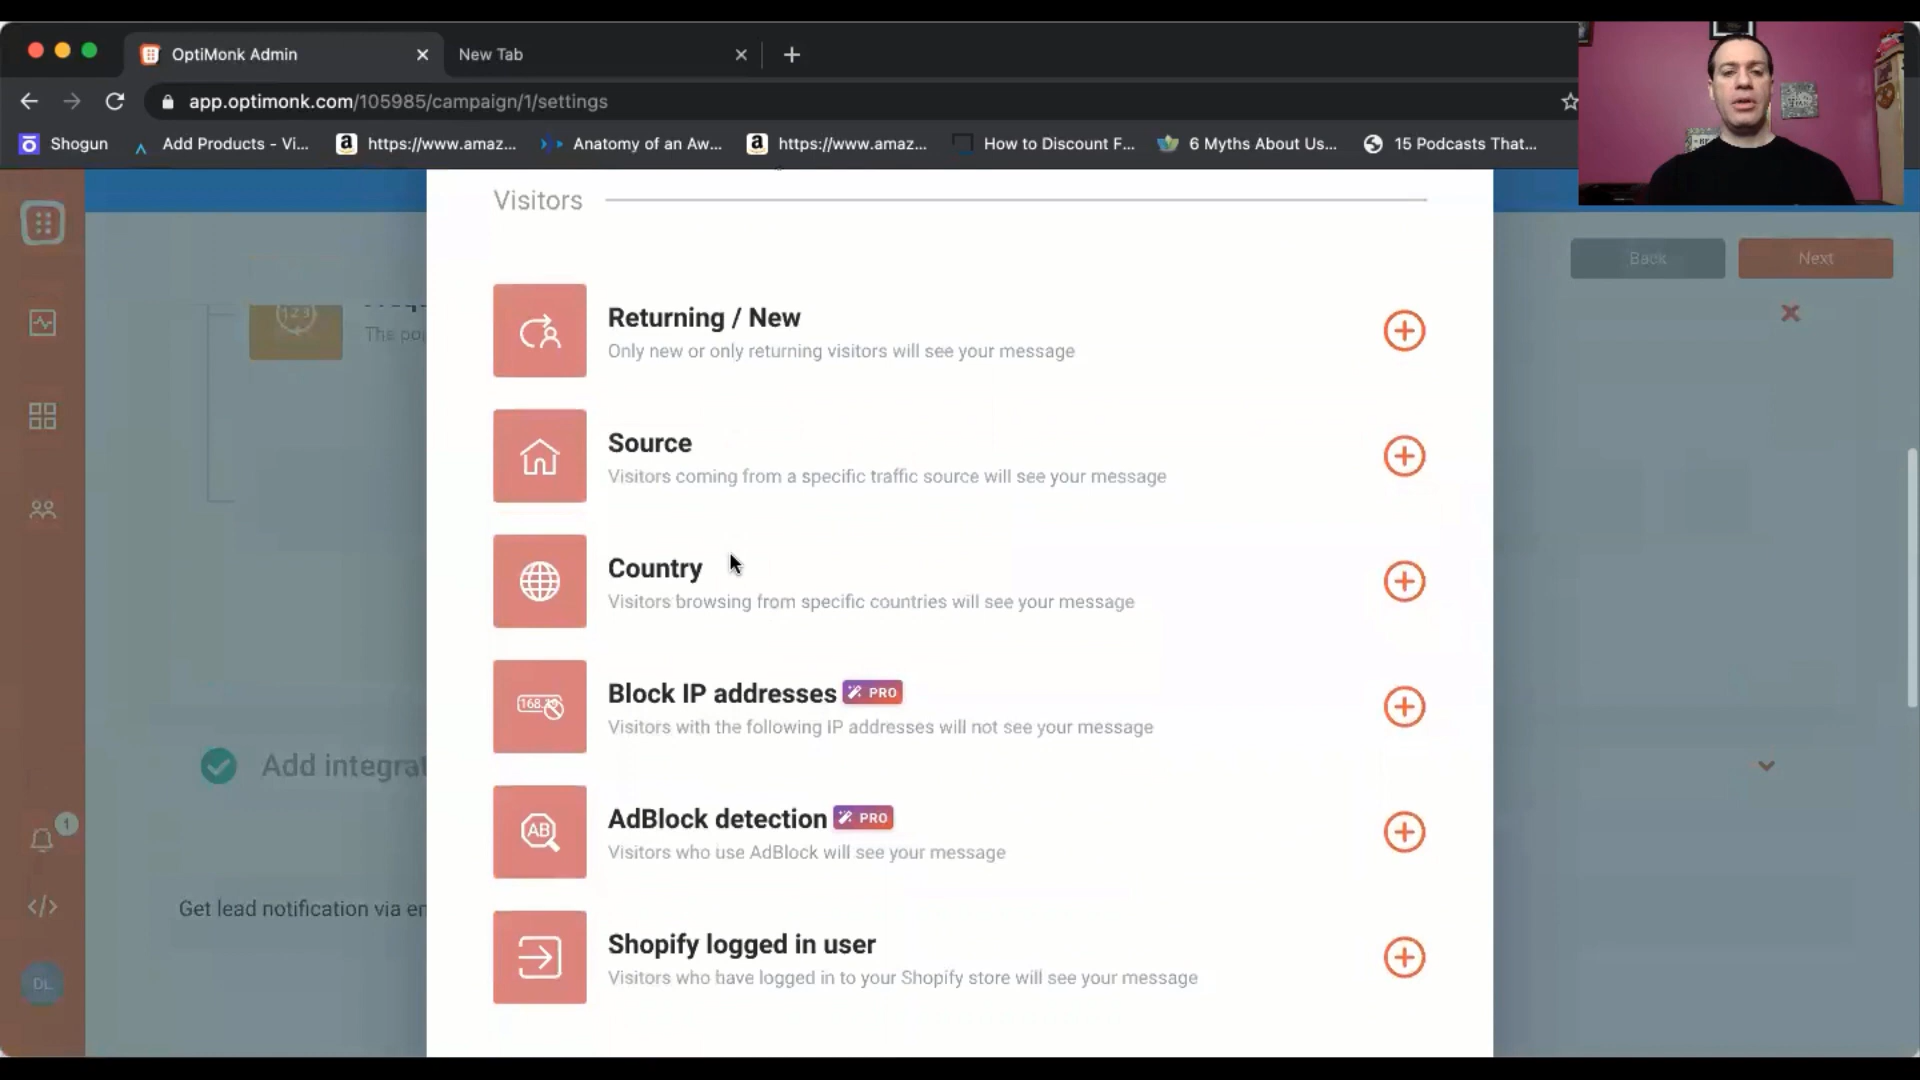 OptiMonk Admin
New Tab
app.optimonk.com/105985/campaign/1/settings
Shogun
Add Products - Vi...
https://www.amaz...
Anatomy of an Aw...
https://www.amaz...
How to Discount F...
6 Myths About Us...
15 Podcasts That...
Visitors
Back
Next
123
The pop
Returning / New
Only new or only returning visitors will see your message
Source
Visitors coming from a specific traffic source will see your message
Country
Visitors browsing from specific countries will see your message
Block IP addresses PRO
Visitors with the following IP addresses will not see your message
Add integrat
AB
AdBlock detection PRO
Visitors who use AdBlock will see your message
1
Get lead notification via em
Shopify logged in user
Visitors who have logged in to your Shopify store will see your message
DL